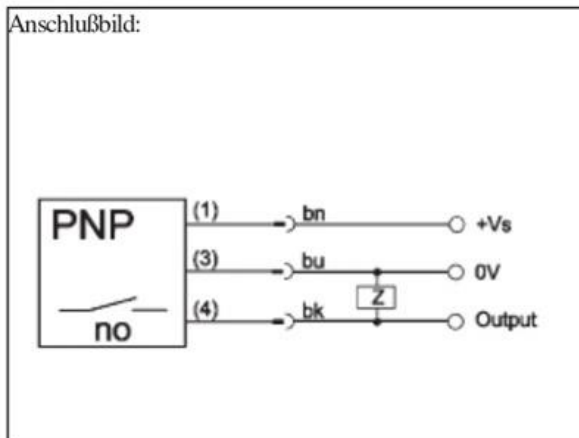 Anschlußbild:
PNP
(1) bn +Vs
(3) bu 0V
Z
no (4) bk Output